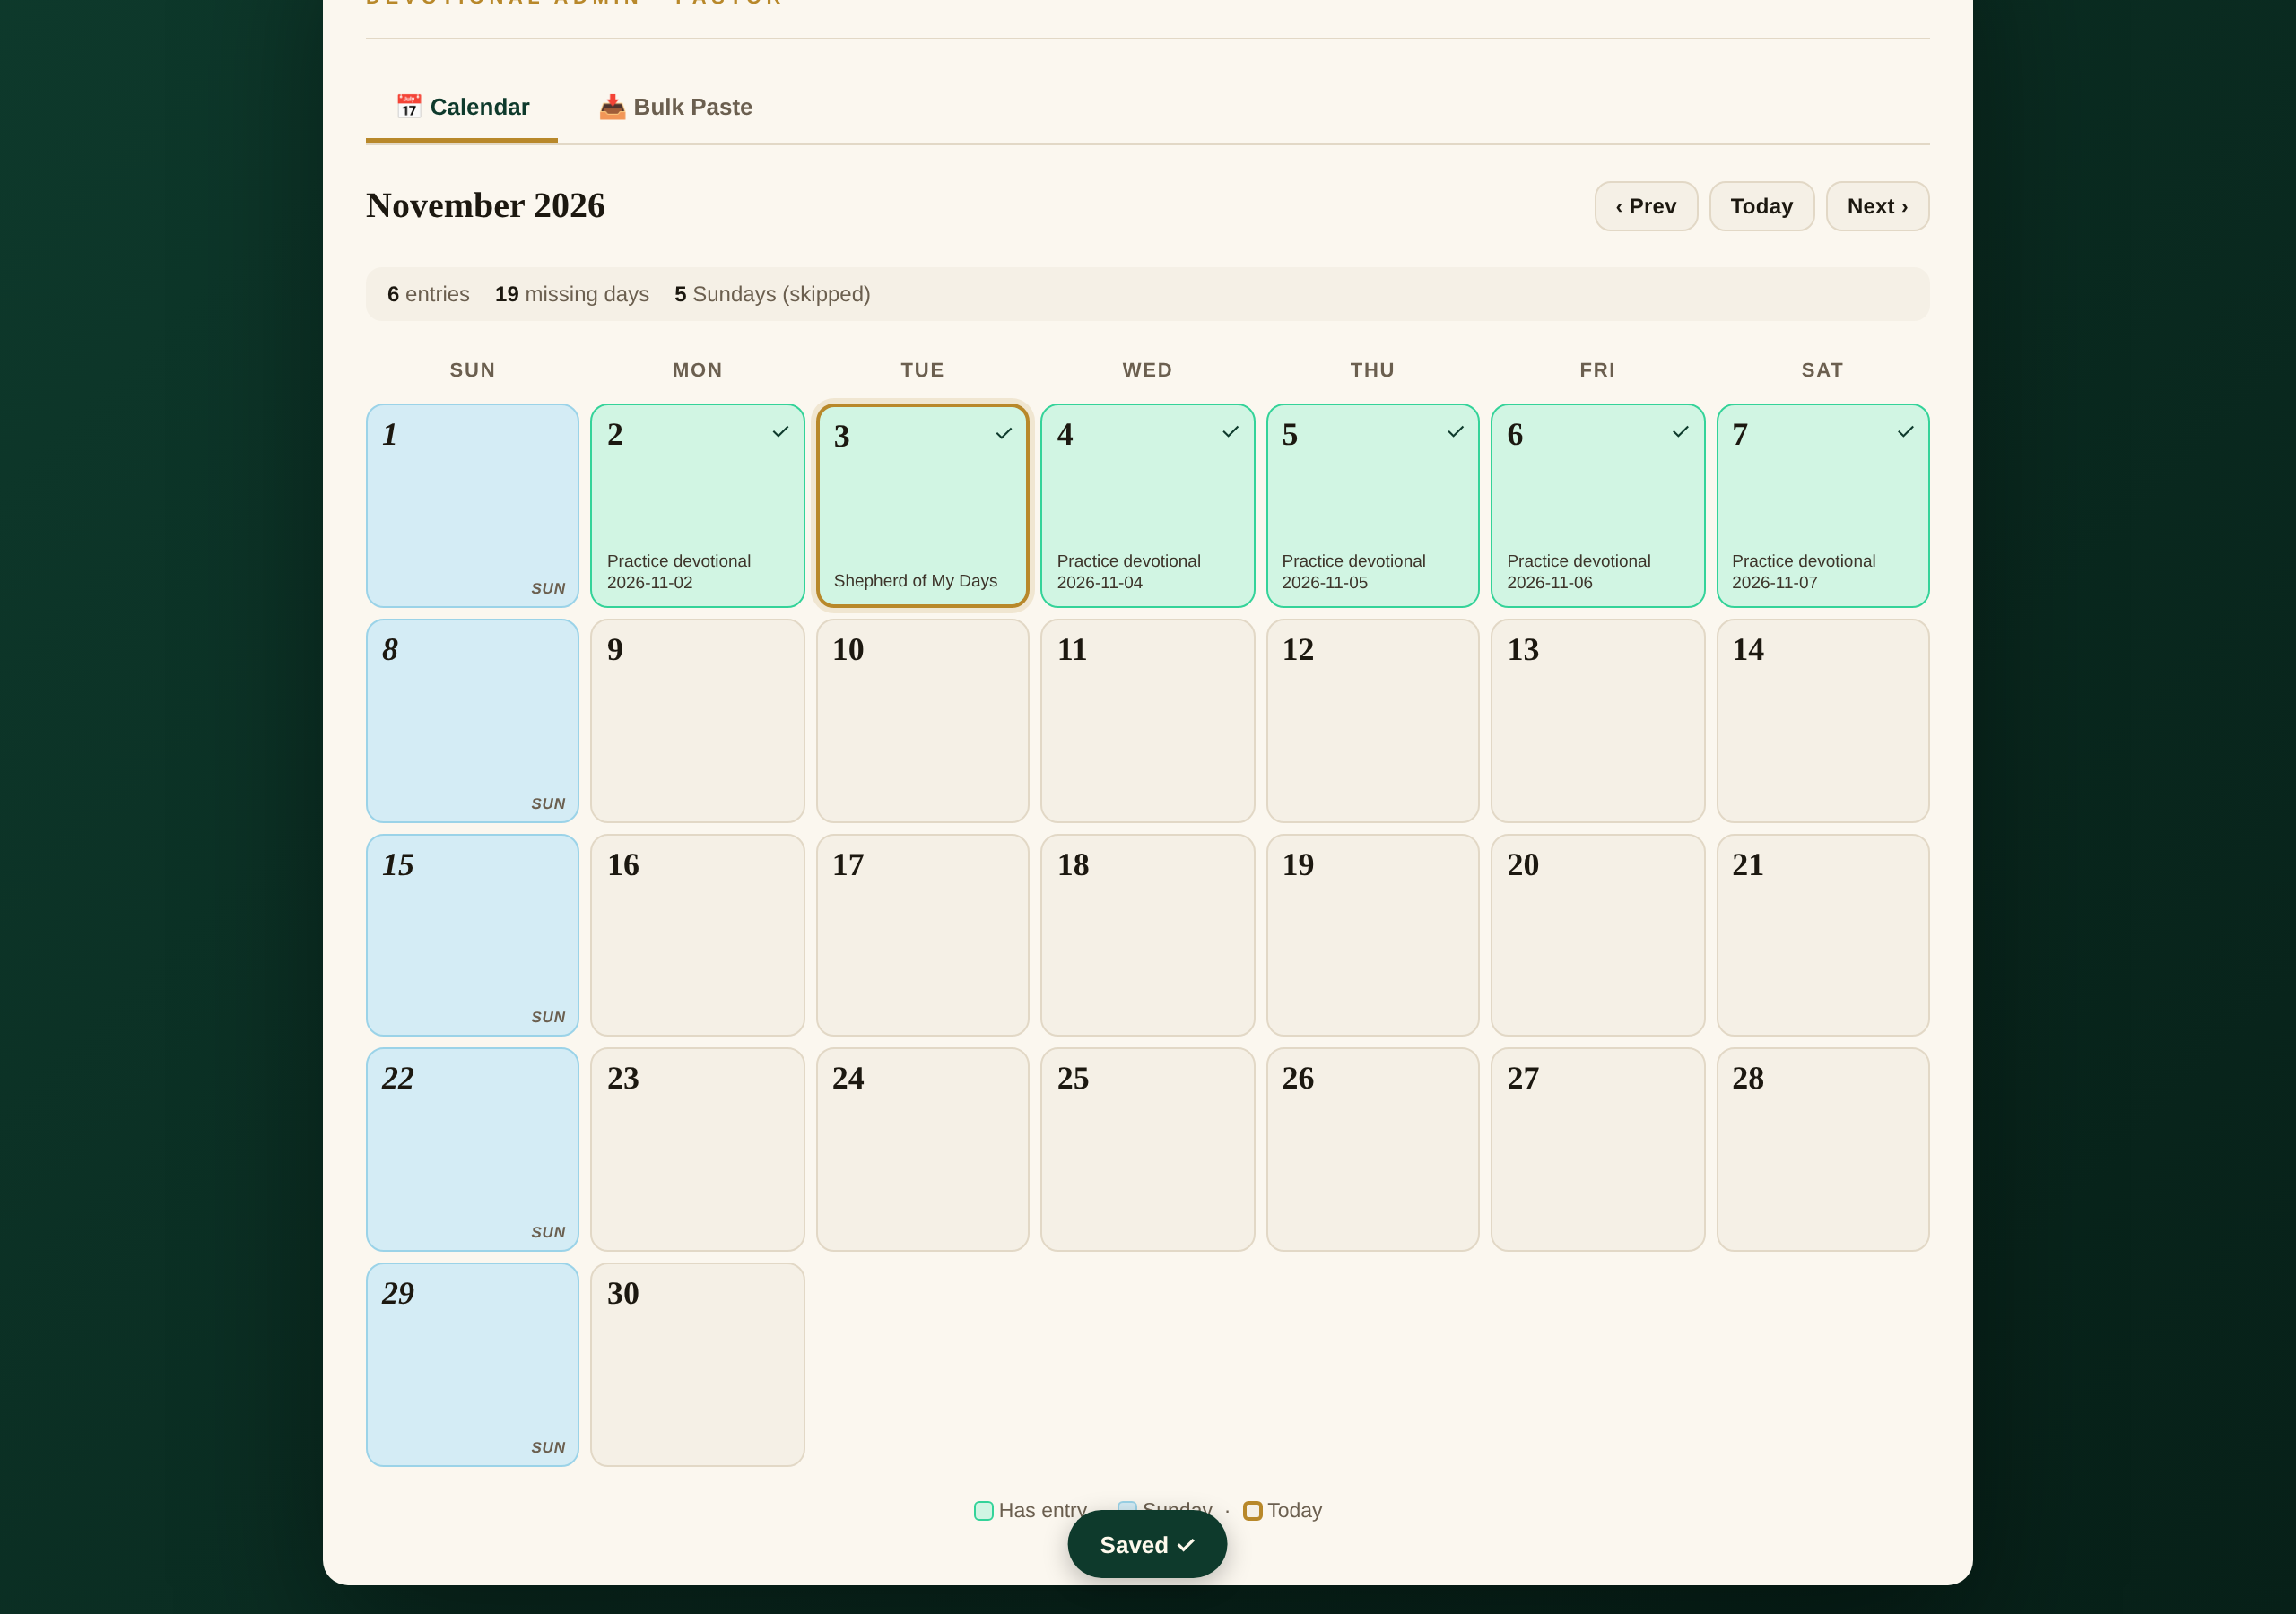 DEVOTIONAL ADMIN PASTOR
📅 Calendar
📥 Bulk Paste
November 2026
‹ Prev
Today
Next ›
6 entries 19 missing days 5 Sundays (skipped)
SUN MON TUE WED THU FRI SAT
1
SUN
2 ✓
Practice devotional
2026-11-02
3 ✓
Shepherd of My Days
4 ✓
Practice devotional
2026-11-04
5 ✓
Practice devotional
2026-11-05
6 ✓
Practice devotional
2026-11-06
7 ✓
Practice devotional
2026-11-07
8
SUN
9
10
11
12
13
14
15
SUN
16
17
18
19
20
21
22
SUN
23
24
25
26
27
28
29
SUN
30
Has entry Sunday · Today
Saved ✓